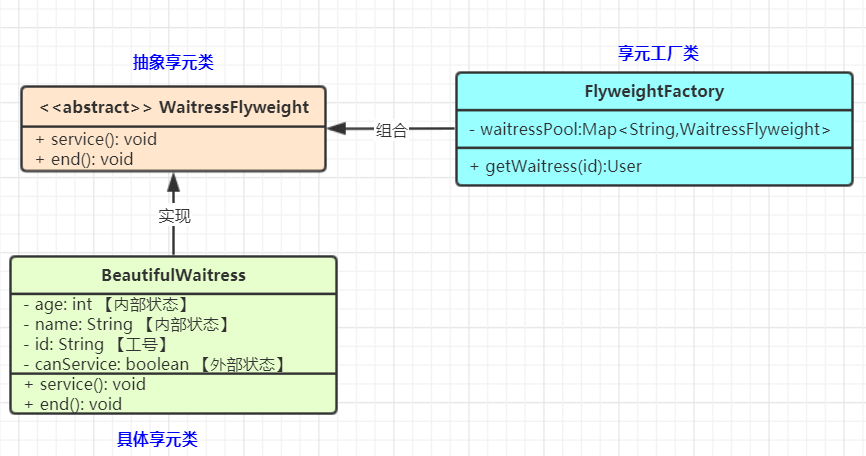 抽象享元类
享元工厂类
<<abstract>> WaitressFlyweight
+ service(): void
+ end(): void
FlyweightFactory
- waitressPool:Map<String,WaitressFlyweight>
+ getWaitress(id):User
组合
实现
BeautifulWaitress
- age: int 【内部状态】
- name: String 【内部状态】
- id: String 【工号】
- canService: boolean 【外部状态】
+ service(): void
+ end(): void
具体享元类